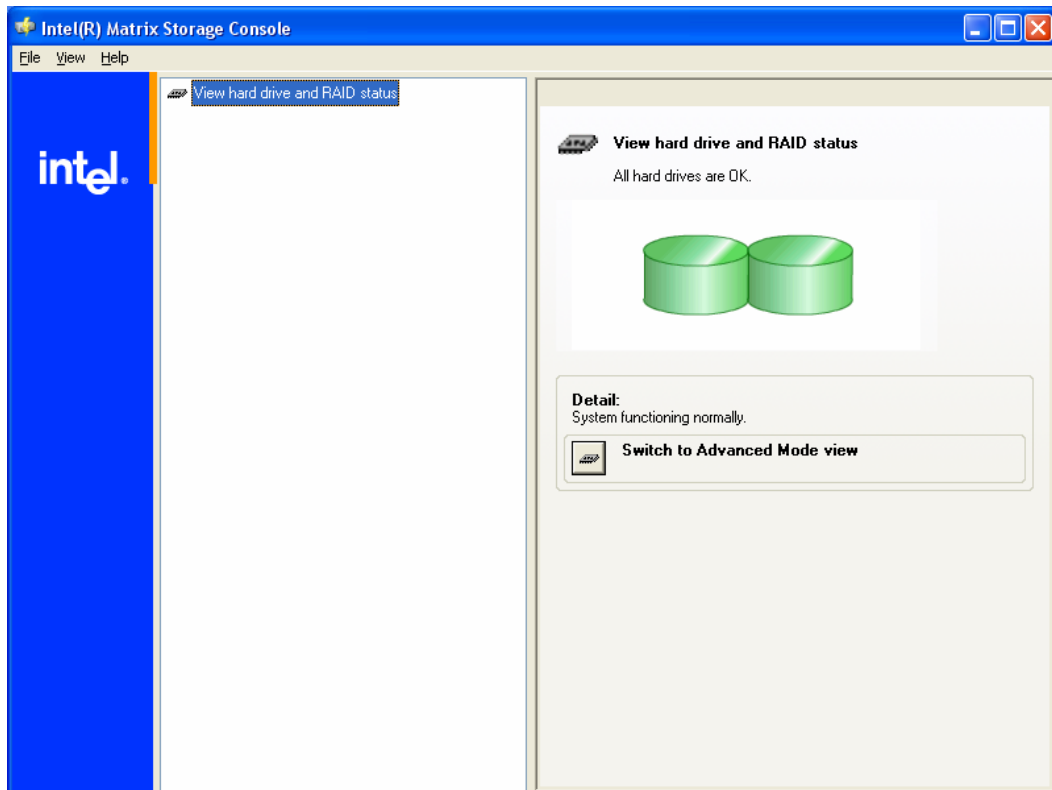 Intel(R) Matrix Storage Console
File View Help
intel.
View hard drive and RAID status
View hard drive and RAID status
All hard drives are OK.
Detail:
System functioning normally.
Switch to Advanced Mode view